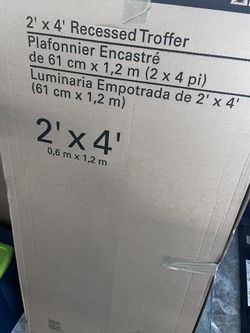 2' x 4' Recessed Troffer
Plafonnier Encastré
de 61 cm x 1,2 m (2 x 4 pi)
Luminaria Empotrada de 2' x 4'
(61 cm x 1,2 m)
2' x 4'
0,6 m x 1,2 m